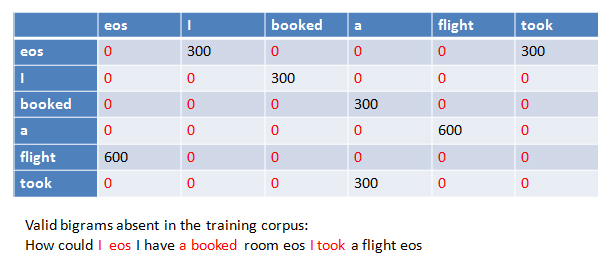 eos I booked a flight took
eos 0 300 0 0 0 300
I 0 0 300 0 0 0
booked 0 0 0 300 0 0
a 0 0 0 0 600 0
flight 600 0 0 0 0 0
took 0 0 0 300 0 0
Valid bigrams absent in the training corpus:
How could I eos I have a booked room eos I took a flight eos